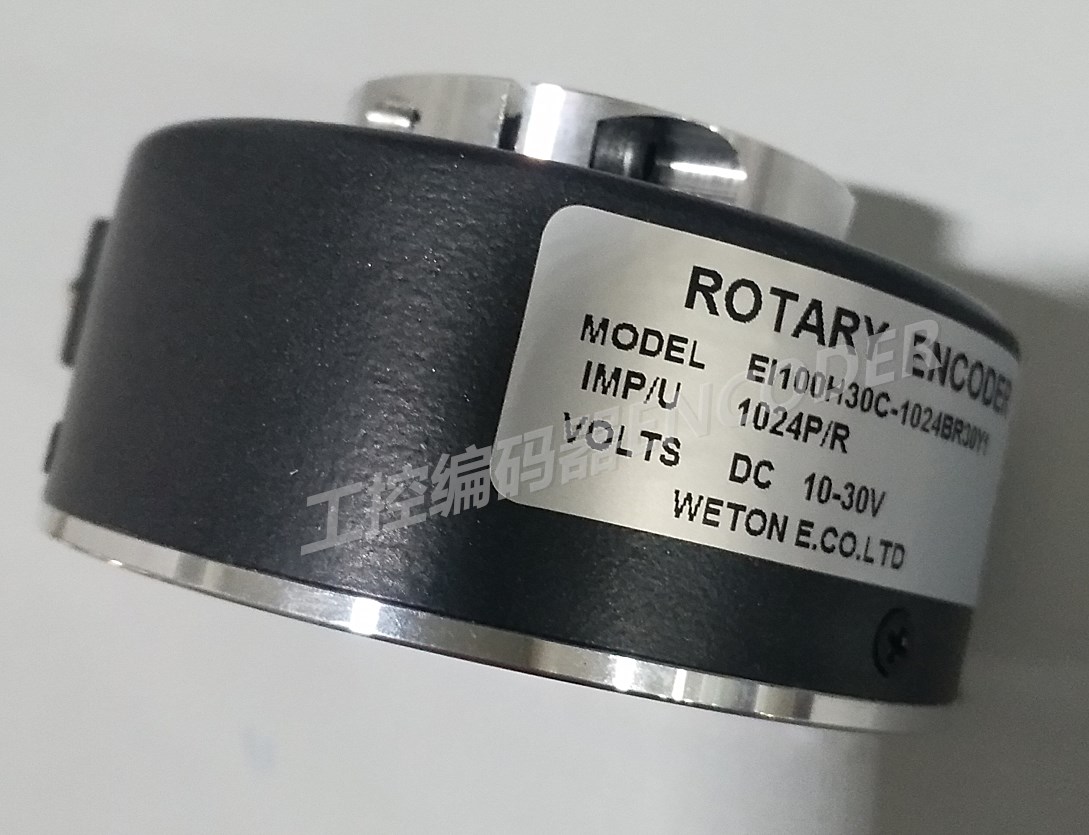 ROTARY ENCODER
MODEL EI100H30C-1024BR30Y1
IMP/U 1024P/R
VOLTS DC 10-30V
WETON E.CO.LTD
工控编码器ENCODER